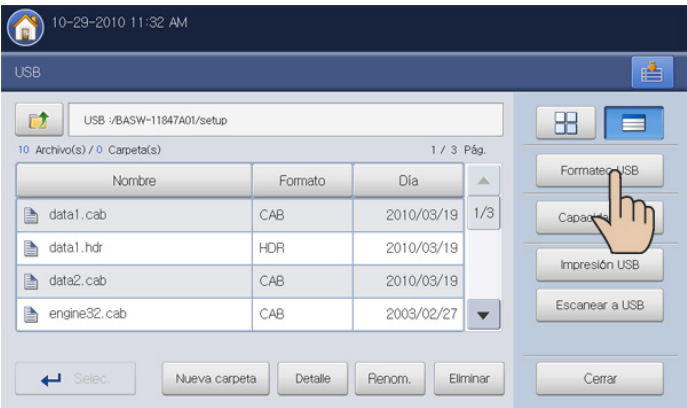 10-29-2010 11:32 AM
USB
USB :/BASW-11847A01/setup
10 Archivo(s) / 0 Carpeta(s) 1 / 3 Pág.
Nombre Formato Día
data1.cab CAB 2010/03/19 1/3
data1.hdr HDR 2010/03/19
data2.cab CAB 2010/03/19
engine32.cab CAB 2003/02/27
Selec. Nueva carpeta Detalle Renom. Eliminar
Formateo USB
Impresión USB
Escanear a USB
Cerrar